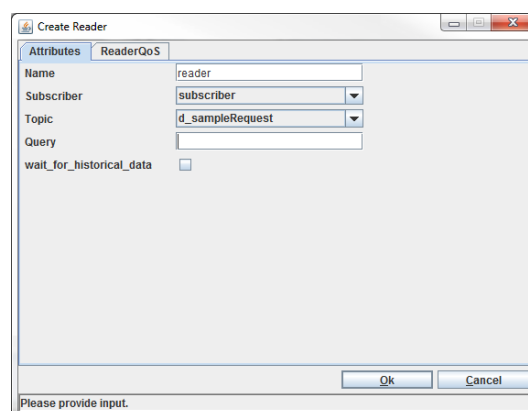 Create Reader
Attributes ReaderQoS
Name reader
Subscriber subscriber
Topic d_sampleRequest
Query
wait_for_historical_data
Ok Cancel
Please provide input.